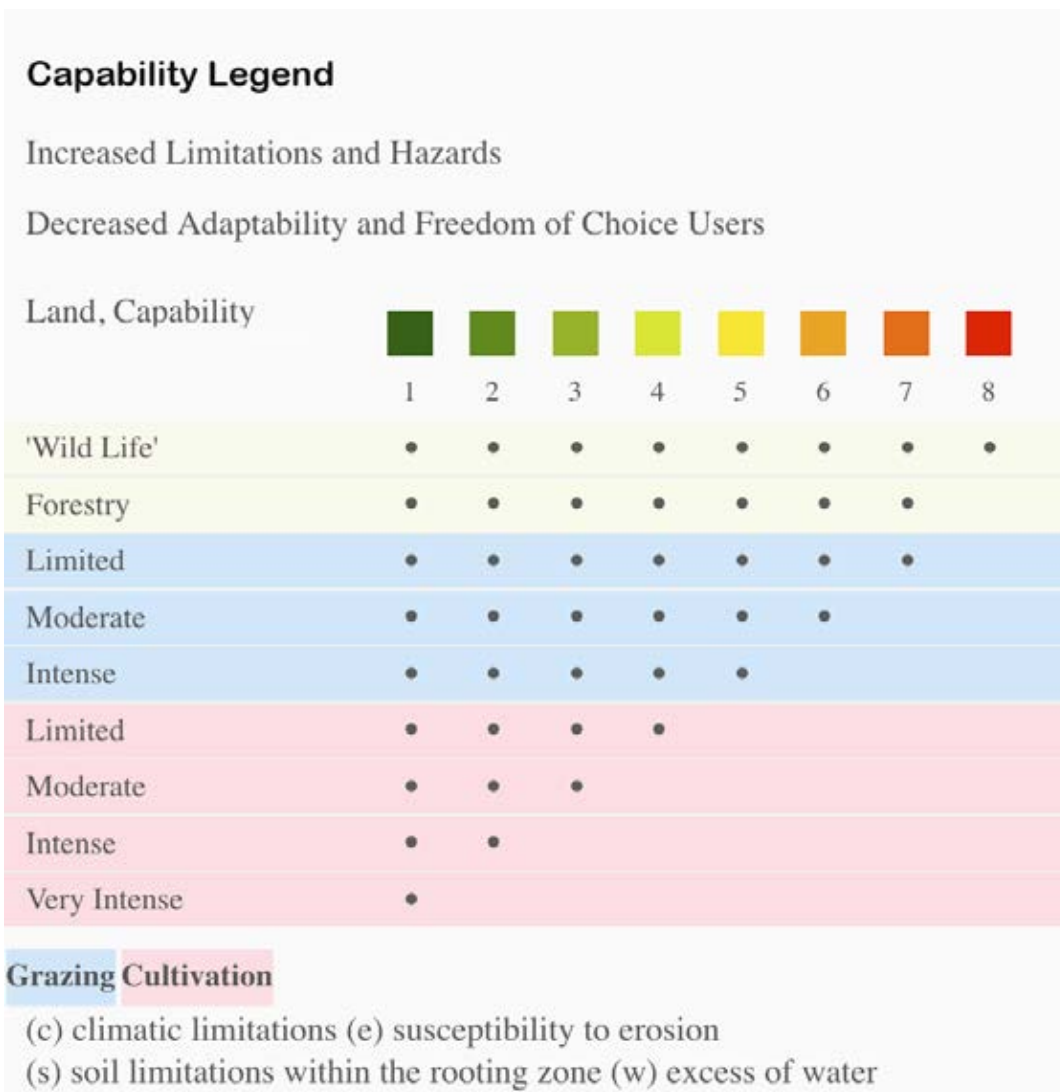 Capability Legend
Increased Limitations and Hazards
Decreased Adaptability and Freedom of Choice Users
Land, Capability
1 2 3 4 5 6 7 8
'Wild Life' • • • • • • • •
Forestry • • • • • • •
Limited • • • • • • •
Moderate • • • • • •
Intense • • • • •
Limited • • • •
Moderate • • •
Intense • •
Very Intense •
Grazing Cultivation
(c) climatic limitations (e) susceptibility to erosion
(s) soil limitations within the rooting zone (w) excess of water